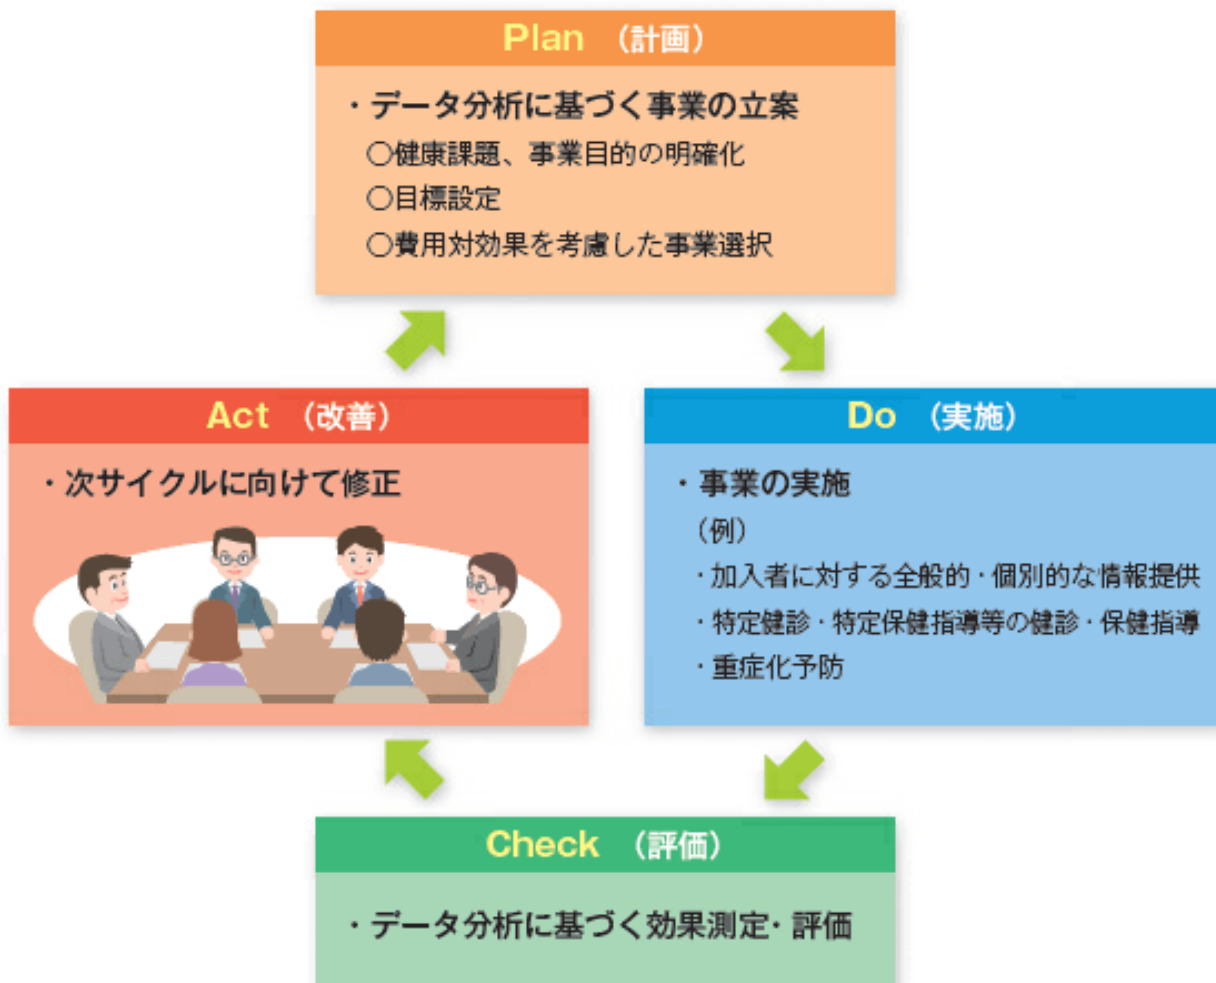 Plan （計画）
・データ分析に基づく事業の立案
○健康課題、事業目的の明確化
○目標設定
○費用対効果を考慮した事業選択
Do （実施）
・事業の実施
（例）
・加入者に対する全般的・個別的な情報提供
・特定健診・特定保健指導等の健診・保健指導
・重症化予防
Check （評価）
・データ分析に基づく効果測定・評価
Act （改善）
・次サイクルに向けて修正